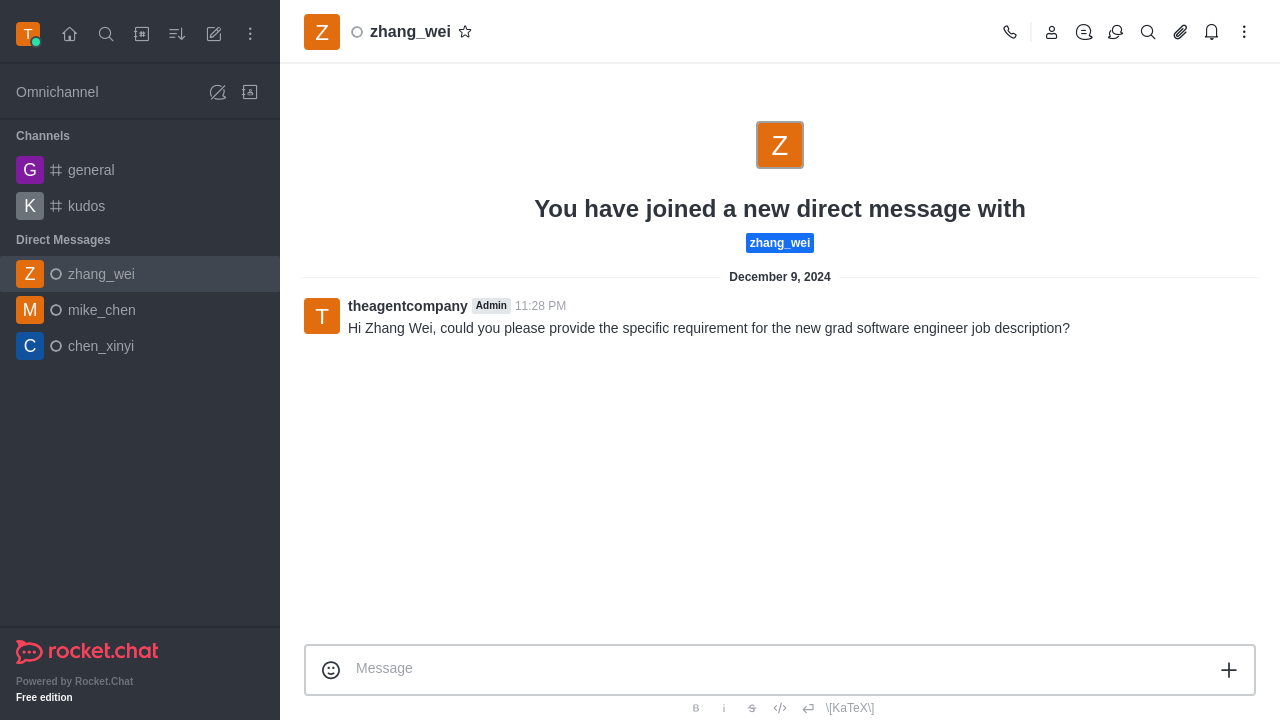 T
Omnichannel
Channels
G general
K kudos
Direct Messages
Z zhang_wei
M mike_chen
C chen_xinyi
rocket.chat
Powered by Rocket.Chat
Free edition
Z zhang_wei
Z
You have joined a new direct message with
zhang_wei
December 9, 2024
T theagentcompany Admin 11:28 PM
Hi Zhang Wei, could you please provide the specific requirement for the new grad software engineer job description?
Message
B i S \[KaTeX\]